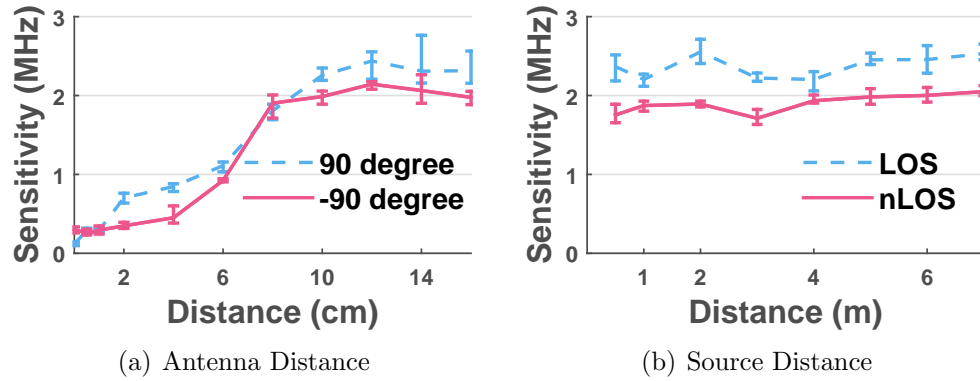 Sensitivity (MHz)
3
2
1
0
90 degree
-90 degree
2
6
10
14
Distance (cm)
(a) Antenna Distance
Sensitivity (MHz)
3
2
1
0
LOS
nLOS
1
2
4
6
Distance (m)
(b) Source Distance